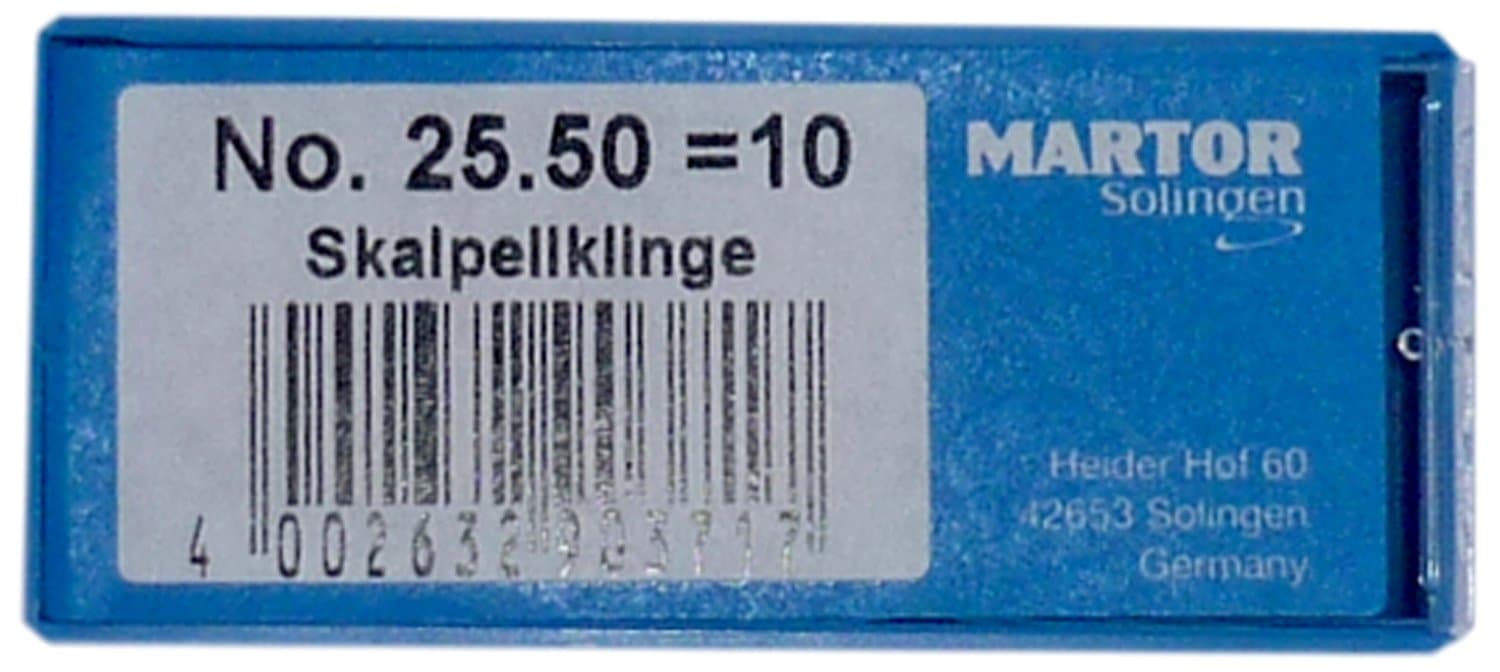 No. 25.50 =10
Skalpellklinge
4 002632 903717
MARTOR
Solingen
Heider Hof 60
42653 Solingen
Germany